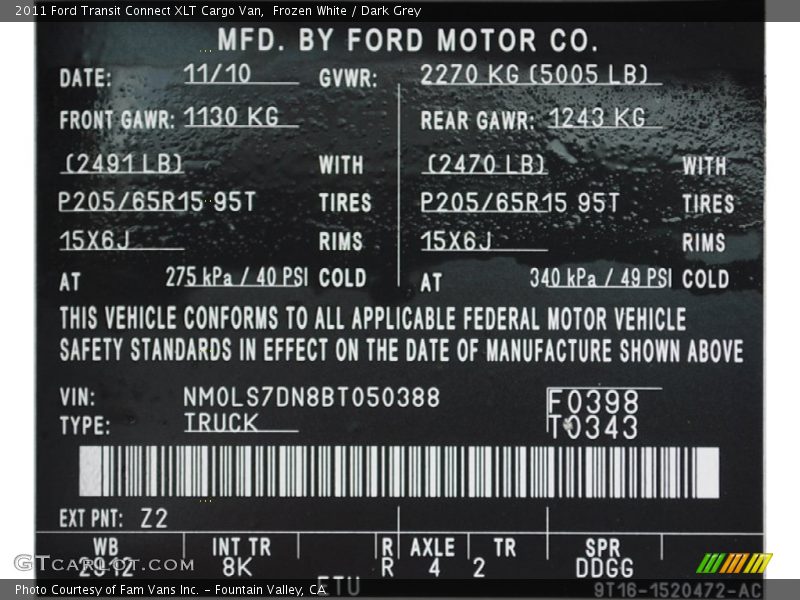 2011 Ford Transit Connect XLT Cargo Van,  Frozen White / Dark Grey
MFD. BY FORD MOTOR CO.
DATE: 11/10 GVWR: 2270 KG (5005 LB)
FRONT GAWR: 1130 KG REAR GAWR: 1243 KG
(2491 LB) WITH (2470 LB) WITH
P205/65R15 95T TIRES P205/65R15 95T TIRES
15X6J RIMS 15X6J RIMS
AT 275 kPa / 40 PSI COLD AT 340 kPa / 49 PSI COLD
THIS VEHICLE CONFORMS TO ALL APPLICABLE FEDERAL MOTOR VEHICLE
SAFETY STANDARDS IN EFFECT ON THE DATE OF MANUFACTURE SHOWN ABOVE
VIN: NM0LS7DN8BT050388 F0398
TYPE: TRUCK T0343
EXT PNT: Z2
WB INT TR R AXLE TR SPR
2912 8K R 4 2 DDGG
GTCARLOT.COM
ETU
Photo Courtesy of Fam Vans Inc. - Fountain Valley, CA
9T16-1520472-AC